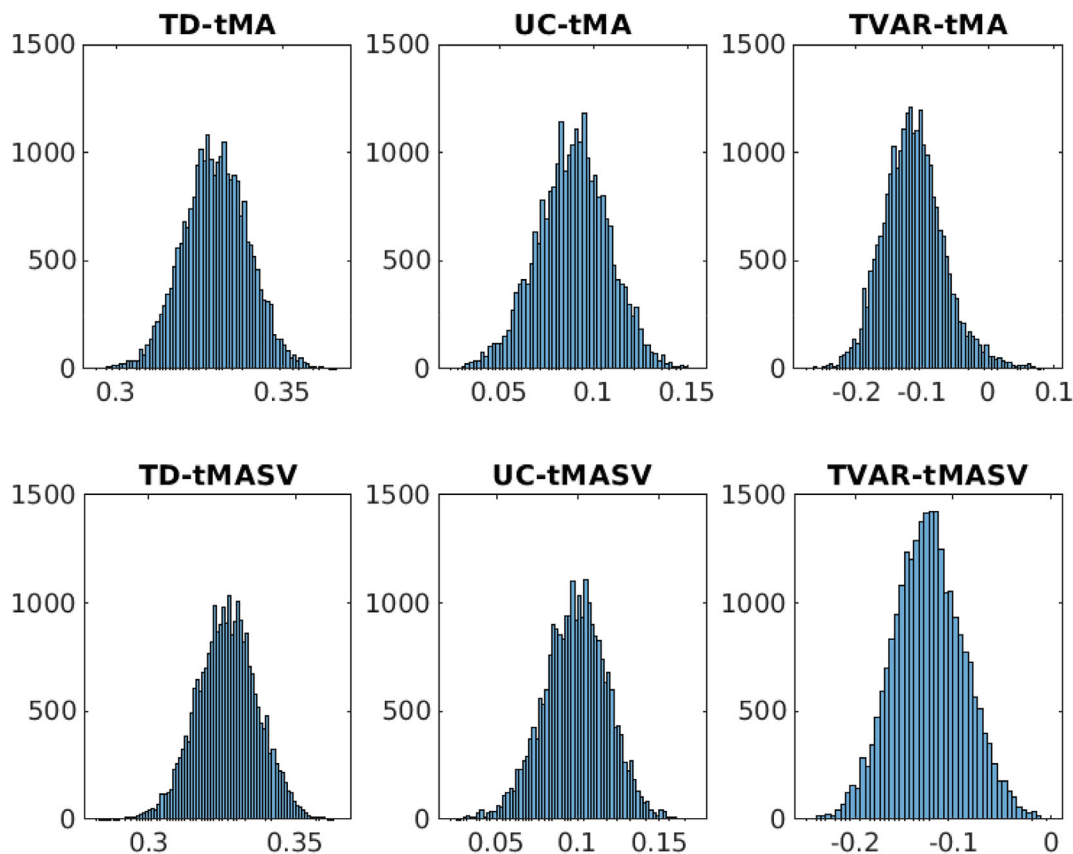 TD-tMA UC-tMA TVAR-tMA
1500 1500 1500
1000 1000 1000
500 500 500
0 0 0
0.3 0.35 0.05 0.1 0.15 -0.2 -0.1 0 0.1
TD-tMASV UC-tMASV TVAR-tMASV
1500 1500 1500
1000 1000 1000
500 500 500
0 0 0
0.3 0.35 0.05 0.1 0.15 -0.2 -0.1 0